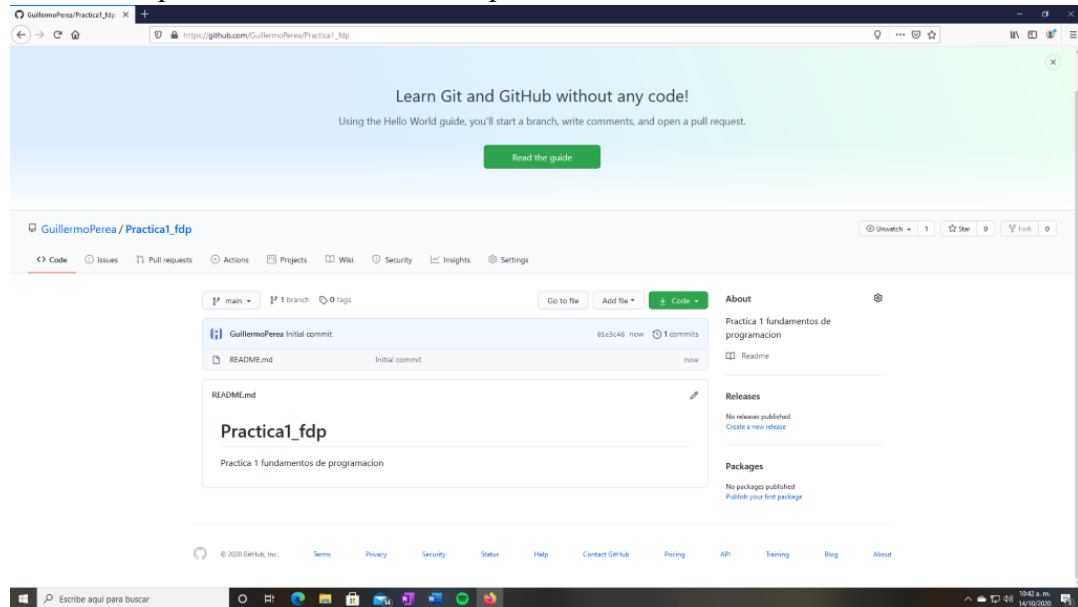 GuillermoPerea/Practica1_fdp:
https://github.com/GuillermoPerea/Practica1_fdp
Learn Git and GitHub without any code!
Using the Hello World guide, you'll start a branch, write comments, and open a pull request.
Read the guide
GuillermoPerea / Practica1_fdp
Unwatch 1 Star 0 Fork 0
Code Issues Pull requests Actions Projects Wiki Security Insights Settings
main 1 branch 0 tags Go to file Add file Code
GuillermoPerea Initial commit 01e3c46 now 1 commits
README.md Initial commit now
README.md
Practica1_fdp
Practica 1 fundamentos de programacion
About
Practica 1 fundamentos de
programacion
Readme
Releases
No releases published
Create a new release
Packages
No packages published
Publish your first package
© 2020 GitHub, Inc. Terms Privacy Security Status Help Contact GitHub Pricing API Training Blog About
Escribe aquí para buscar
10:42 a. m.
14/10/2020